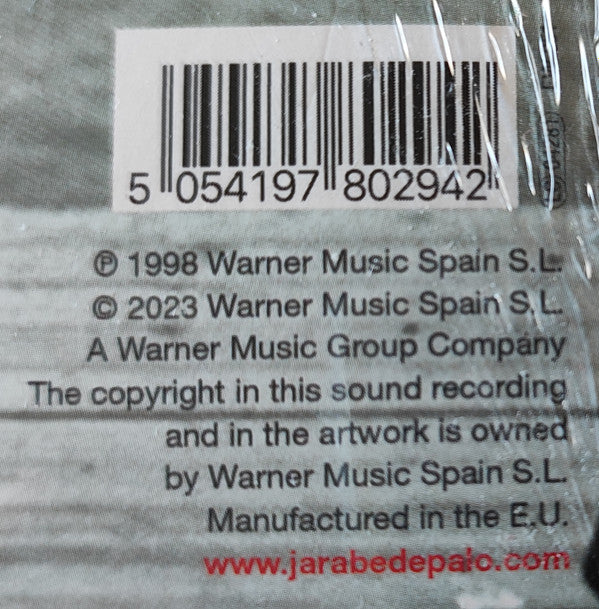 5 054197 802942
℗ 1998 Warner Music Spain S.L.
© 2023 Warner Music Spain S.L.
A Warner Music Group Company
The copyright in this sound recording
and in the artwork is owned
by Warner Music Spain S.L.
Manufactured in the E.U.
www.jarabedepalo.com